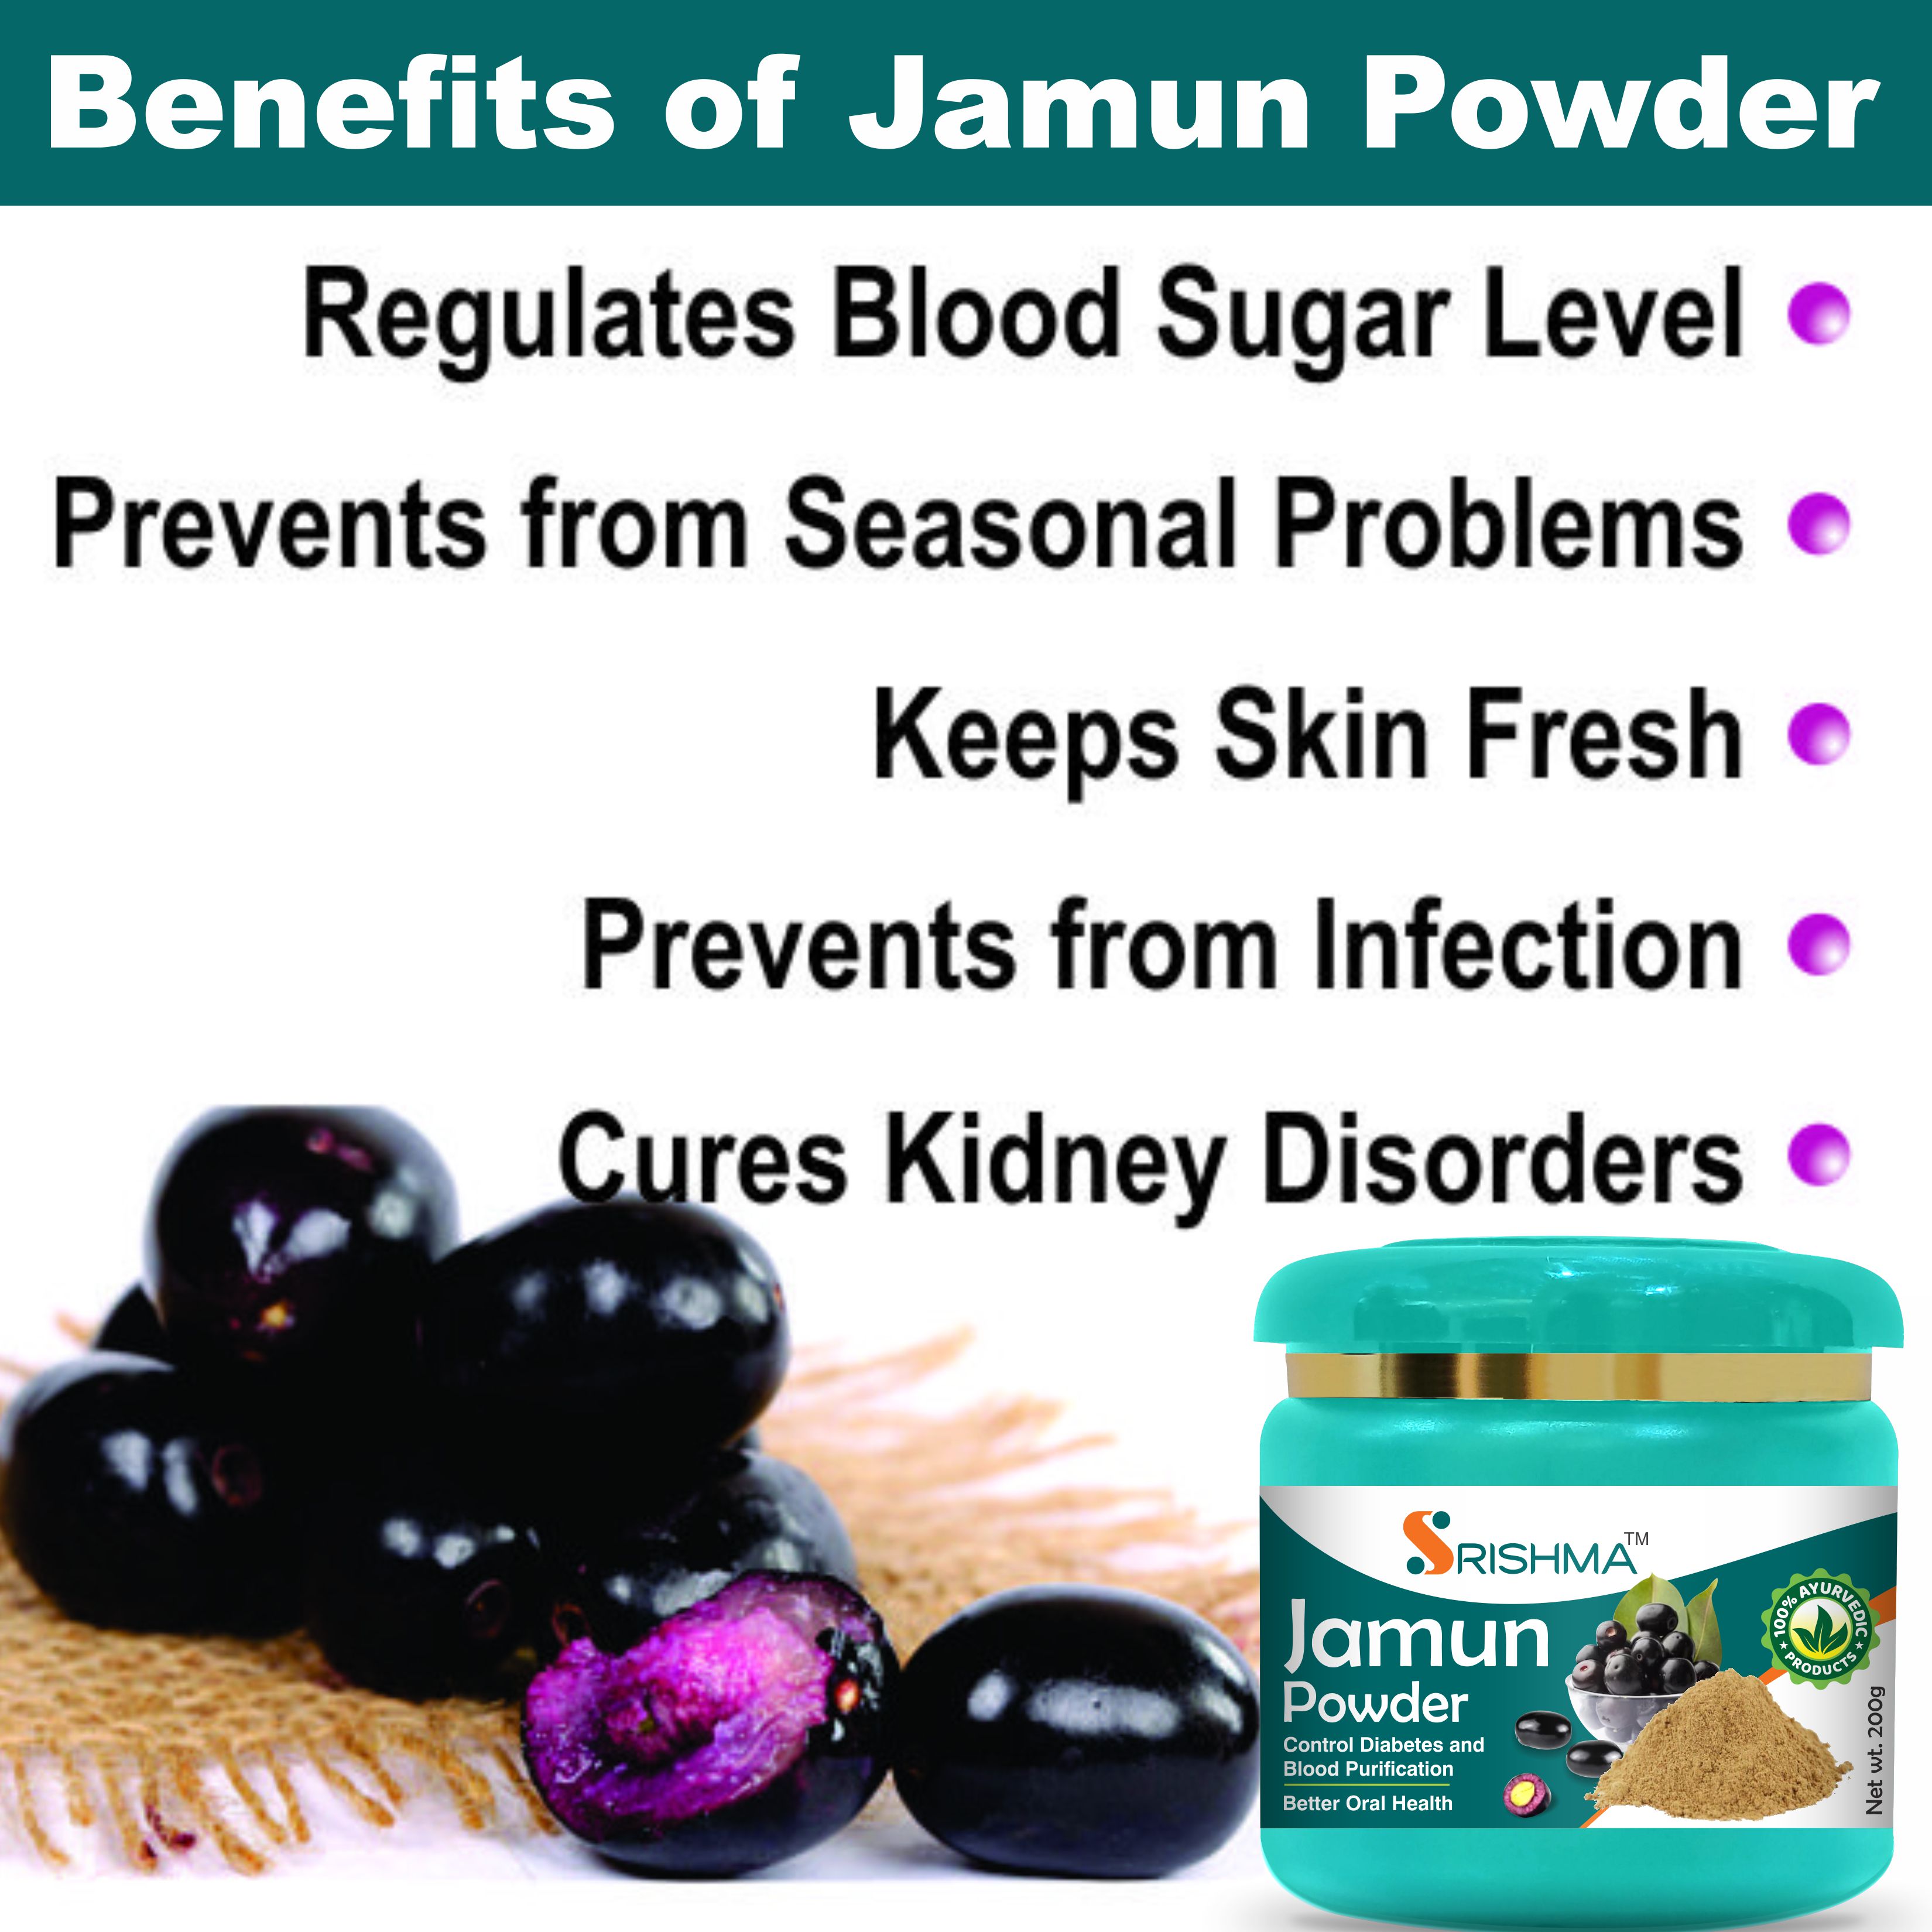 Benefits of Jamun Powder
Regulates Blood Sugar Level
Prevents from Seasonal Problems
Keeps Skin Fresh
Prevents from Infection
Cures Kidney Disorders
SRISHMA™
Jamun
Powder
Control Diabetes and
Blood Purification
Better Oral Health
100% AYURVEDIC
PRODUCTS
Net wt. 200g